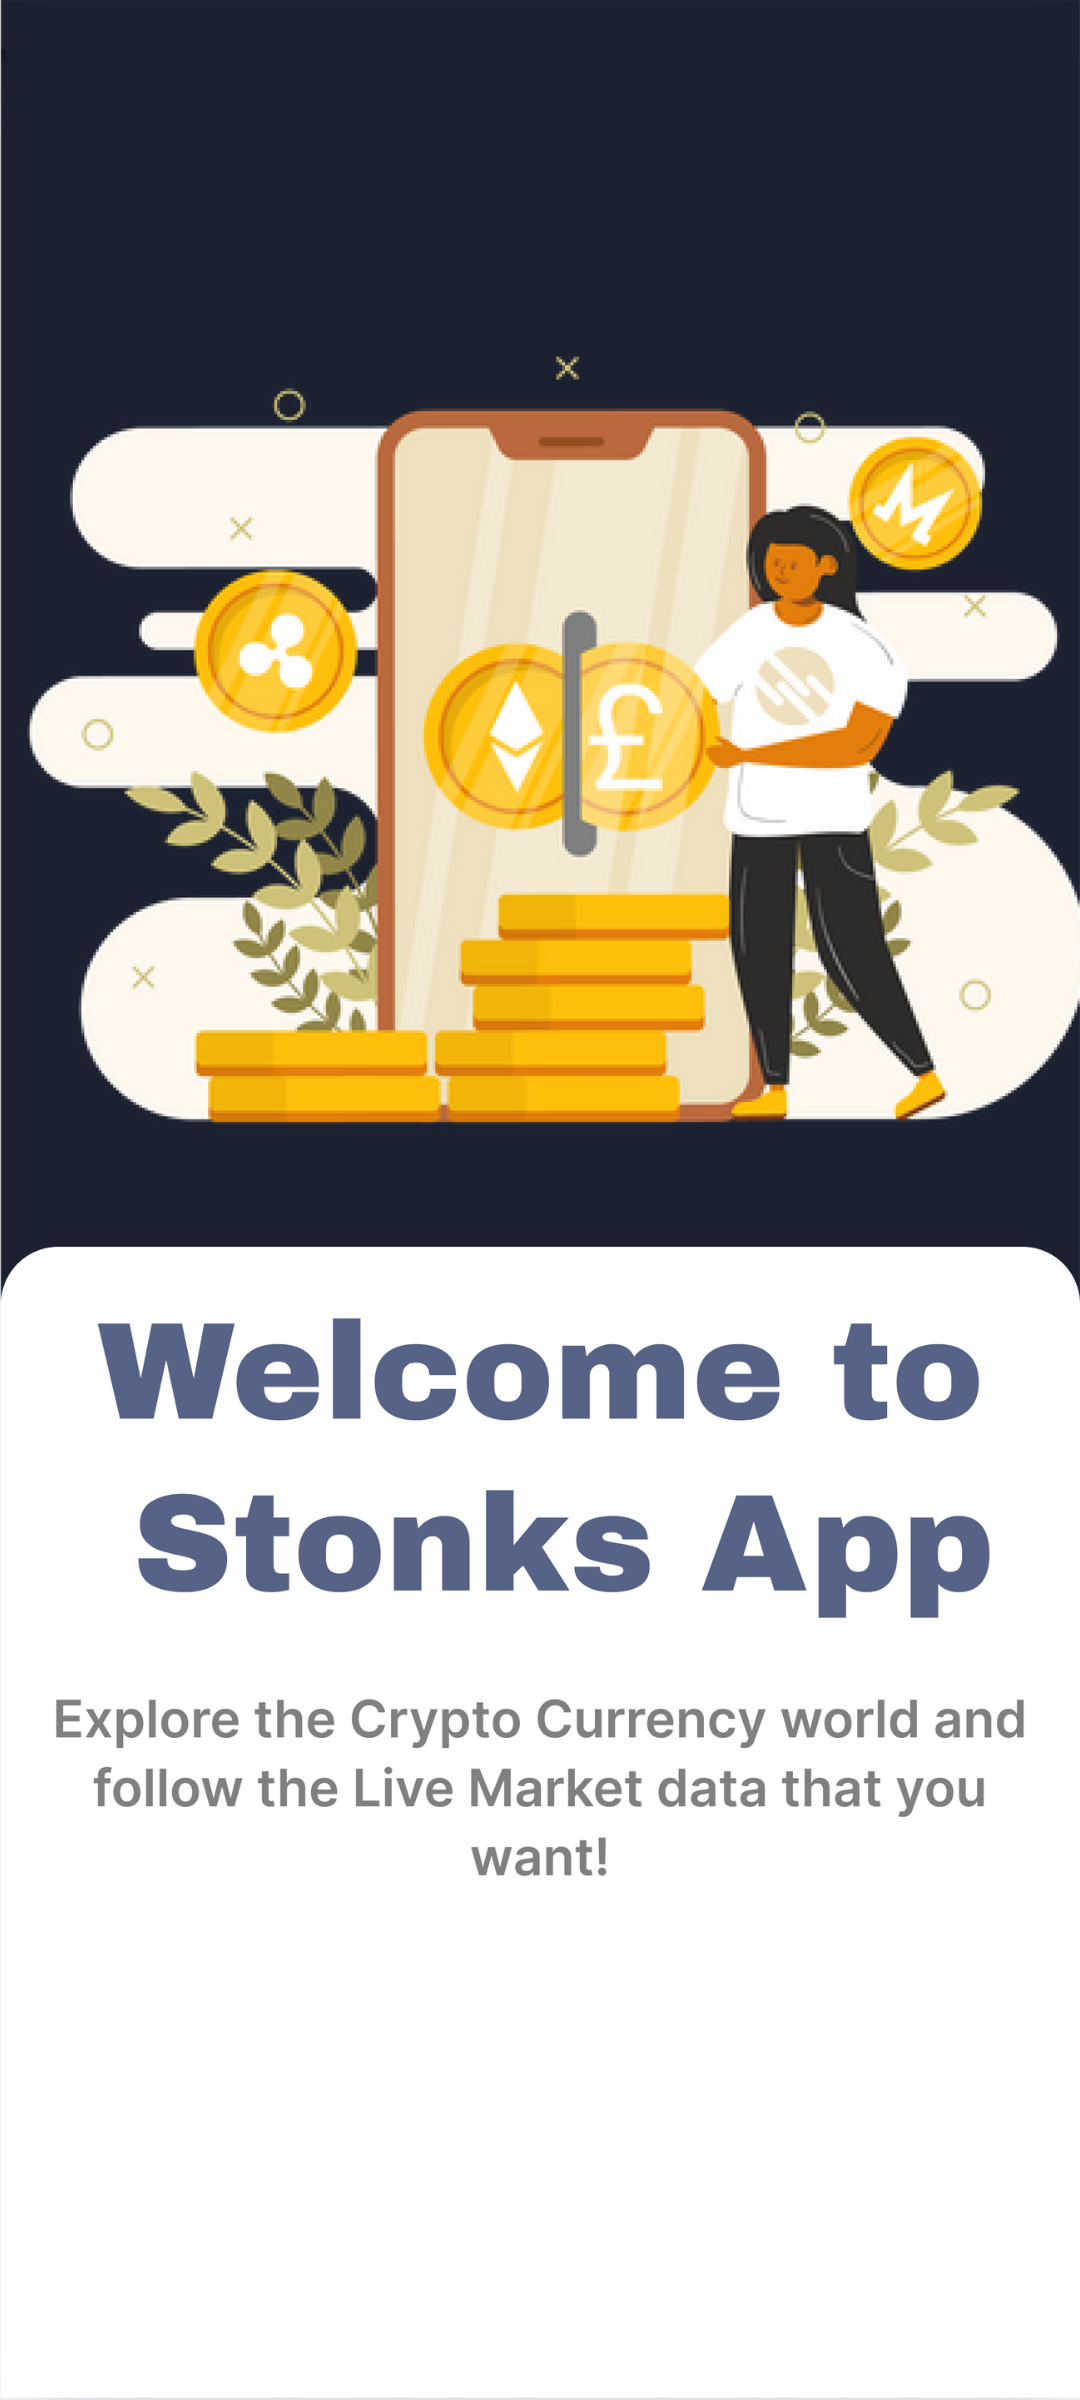 £
Welcome to
Stonks App
Explore the Crypto Currency world and
follow the Live Market data that you
want!